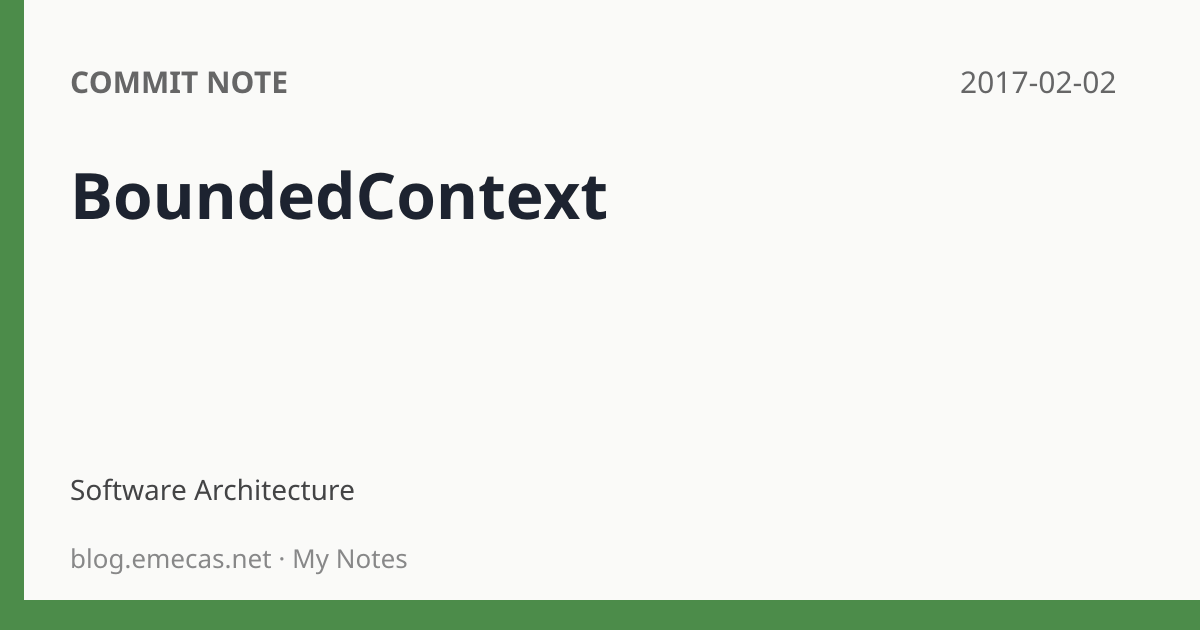 COMMIT NOTE
2017-02-02
BoundedContext
Software Architecture
blog.emecas.net · My Notes